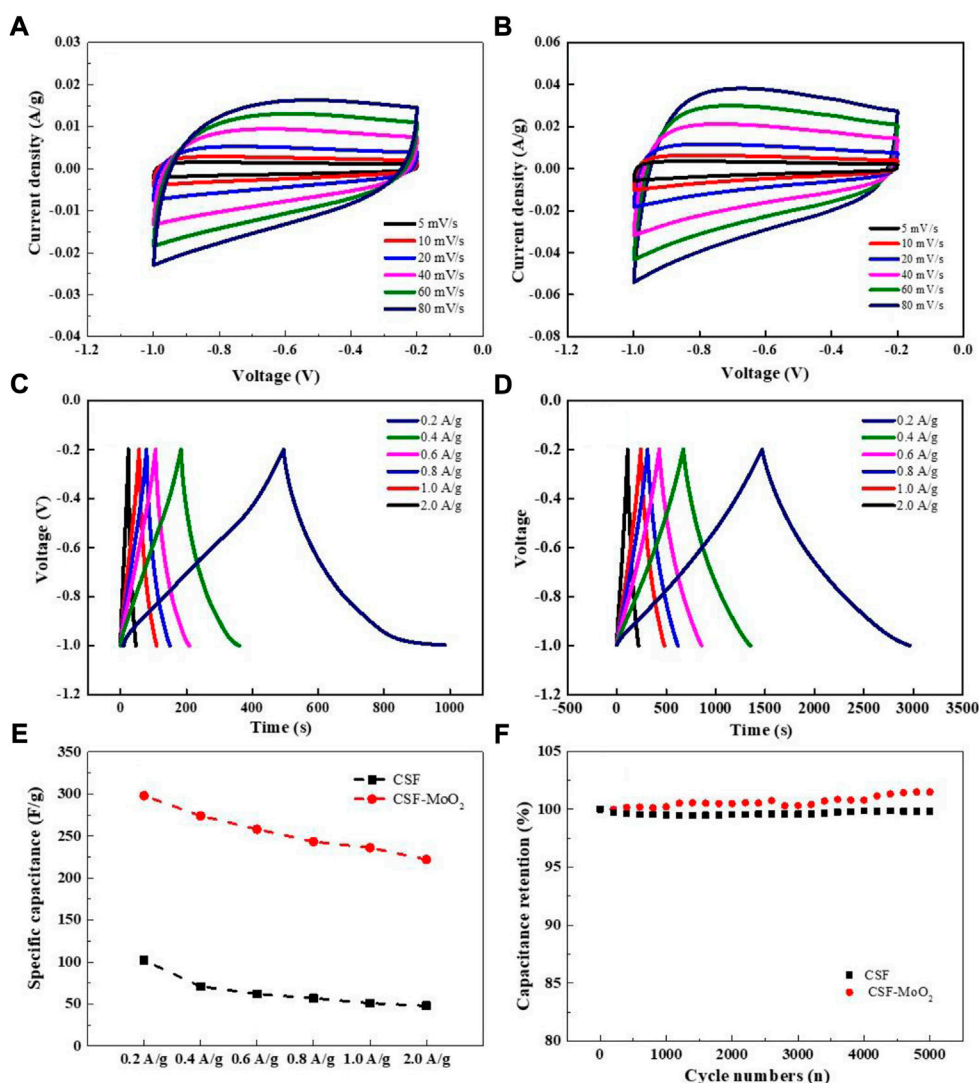 A
0.03
0.02
0.01
0.00
-0.01
-0.02
-0.03
-0.04
Current density (A/g)
5 mV/s
10 mV/s
20 mV/s
40 mV/s
60 mV/s
80 mV/s
-1.2 -1.0 -0.8 -0.6 -0.4 -0.2 0.0
Voltage (V)
B
0.06
0.04
0.02
0.00
-0.02
-0.04
-0.06
-0.08
Current density (A/g)
5 mV/s
10 mV/s
20 mV/s
40 mV/s
60 mV/s
80 mV/s
-1.2 -1.0 -0.8 -0.6 -0.4 -0.2 0.0
Voltage (V)
C
0.0
-0.2
-0.4
-0.6
-0.8
-1.0
-1.2
Voltage (V)
0.2 A/g
0.4 A/g
0.6 A/g
0.8 A/g
1.0 A/g
2.0 A/g
0 200 400 600 800 1000
Time (s)
D
0.0
-0.2
-0.4
-0.6
-0.8
-1.0
-1.2
Voltage
0.2 A/g
0.4 A/g
0.6 A/g
0.8 A/g
1.0 A/g
2.0 A/g
-500 0 500 1000 1500 2000 2500 3000 3500
Time (s)
E
350
300
250
200
150
100
50
0
Specific capacitance (F/g)
CSF
CSF-MoO₂
0.2 A/g 0.4 A/g 0.6 A/g 0.8 A/g 1.0 A/g 2.0 A/g
F
105
100
95
90
85
80
Capacitance retention (%)
CSF
CSF-MoO₂
0 1000 2000 3000 4000 5000
Cycle numbers (n)